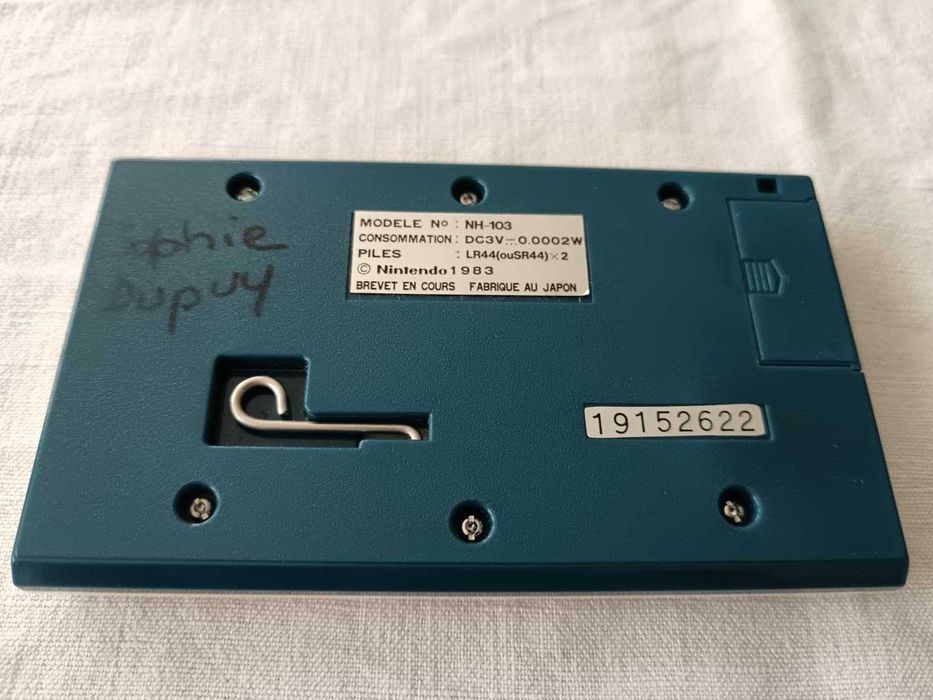 phie
Dupuy
MODELE No : NH-103
CONSOMMATION : DC3V⎓0.0002W
PILES : LR44(ouSR44)×2
© Nintendo 1983
BREVET EN COURS FABRIQUE AU JAPON
19152622